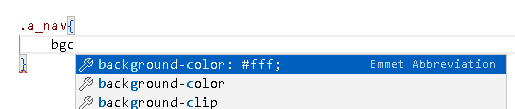 .a_nav{
bgc
background-color: #fff; Emmet Abbreviation
} background-color
background-clip